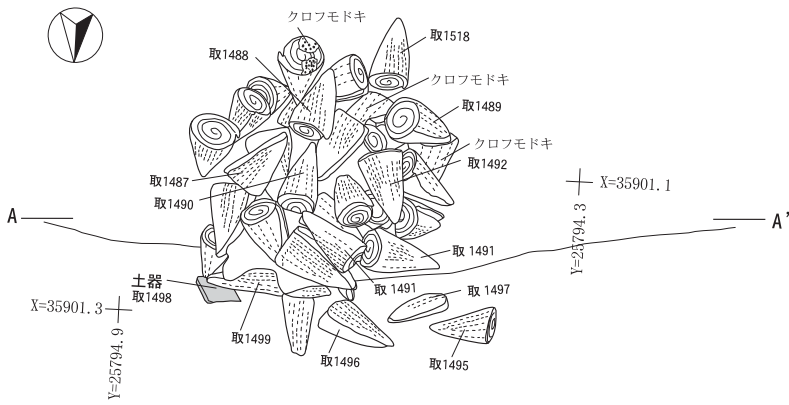 クロフモドキ
取1518
取1488
クロフモドキ
取1489
クロフモドキ
取1492
取1487
取1490
X=35901.1
Y=25794.3
A
A'
取1491
取1491
土器
取1498
X=35901.3
Y=25794.9
取1497
取1499
取1496
取1495